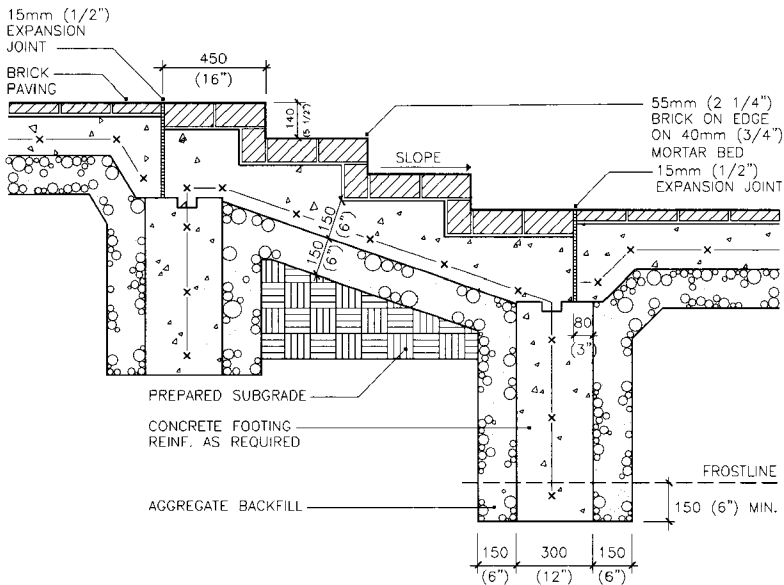 15mm (1/2")
EXPANSION
JOINT
450
(16")
BRICK
PAVING
140
(5 1/2")
55mm (2 1/4")
BRICK ON EDGE
ON 40mm (3/4")
MORTAR BED
SLOPE
15mm (1/2")
EXPANSION JOINT
150
(6")
150
(6")
80
(3")
PREPARED SUBGRADE
CONCRETE FOOTING
REINF. AS REQUIRED
FROSTLINE
AGGREGATE BACKFILL
150 (6") MIN.
150 300 150
(6") (12") (6")